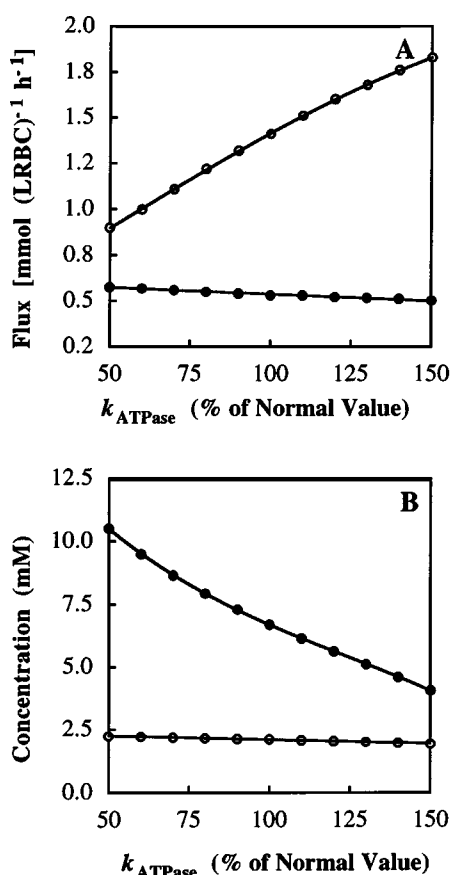 A
Flux [mmol (LRBC)⁻¹ h⁻¹]
2.0
1.8
1.5
1.2
1.0
0.8
0.5
0.2
50 75 100 125 150
k ATPase (% of Normal Value)
B
Concentration (mM)
12.5
10.0
7.5
5.0
2.5
0.0
50 75 100 125 150
k ATPase (% of Normal Value)